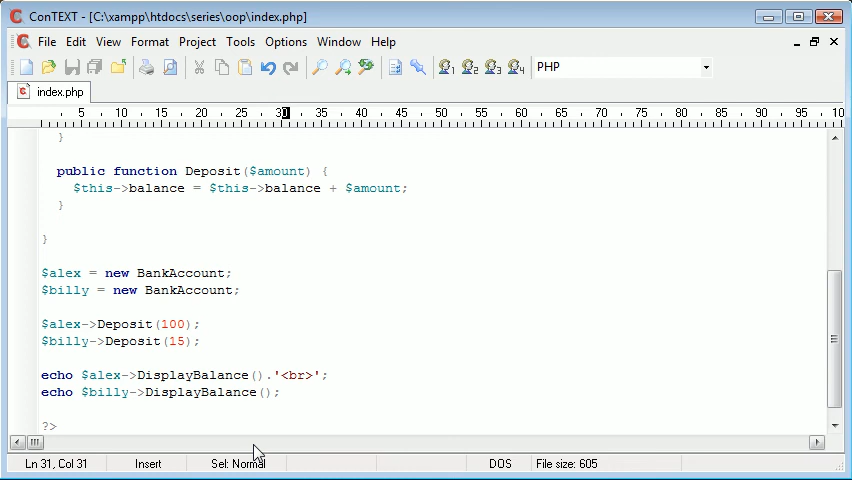 ConTEXT - [C:\xampp\htdocs\series\oop\index.php]
File Edit View Format Project Tools Options Window Help
1 2 3 4 PHP
index.php
5 10 15 20 25 30 35 40 45 50 55 60 65 70 75 80 85 90 95 10
}
public function Deposit($amount) {
$this->balance = $this->balance + $amount;
}
}
$alex = new BankAccount;
$billy = new BankAccount;
$alex->Deposit(100);
$billy->Deposit(15);
echo $alex->DisplayBalance().'<br>';
echo $billy->DisplayBalance();
?>
Ln 31, Col 31 Insert Sel: Normal DOS File size: 605